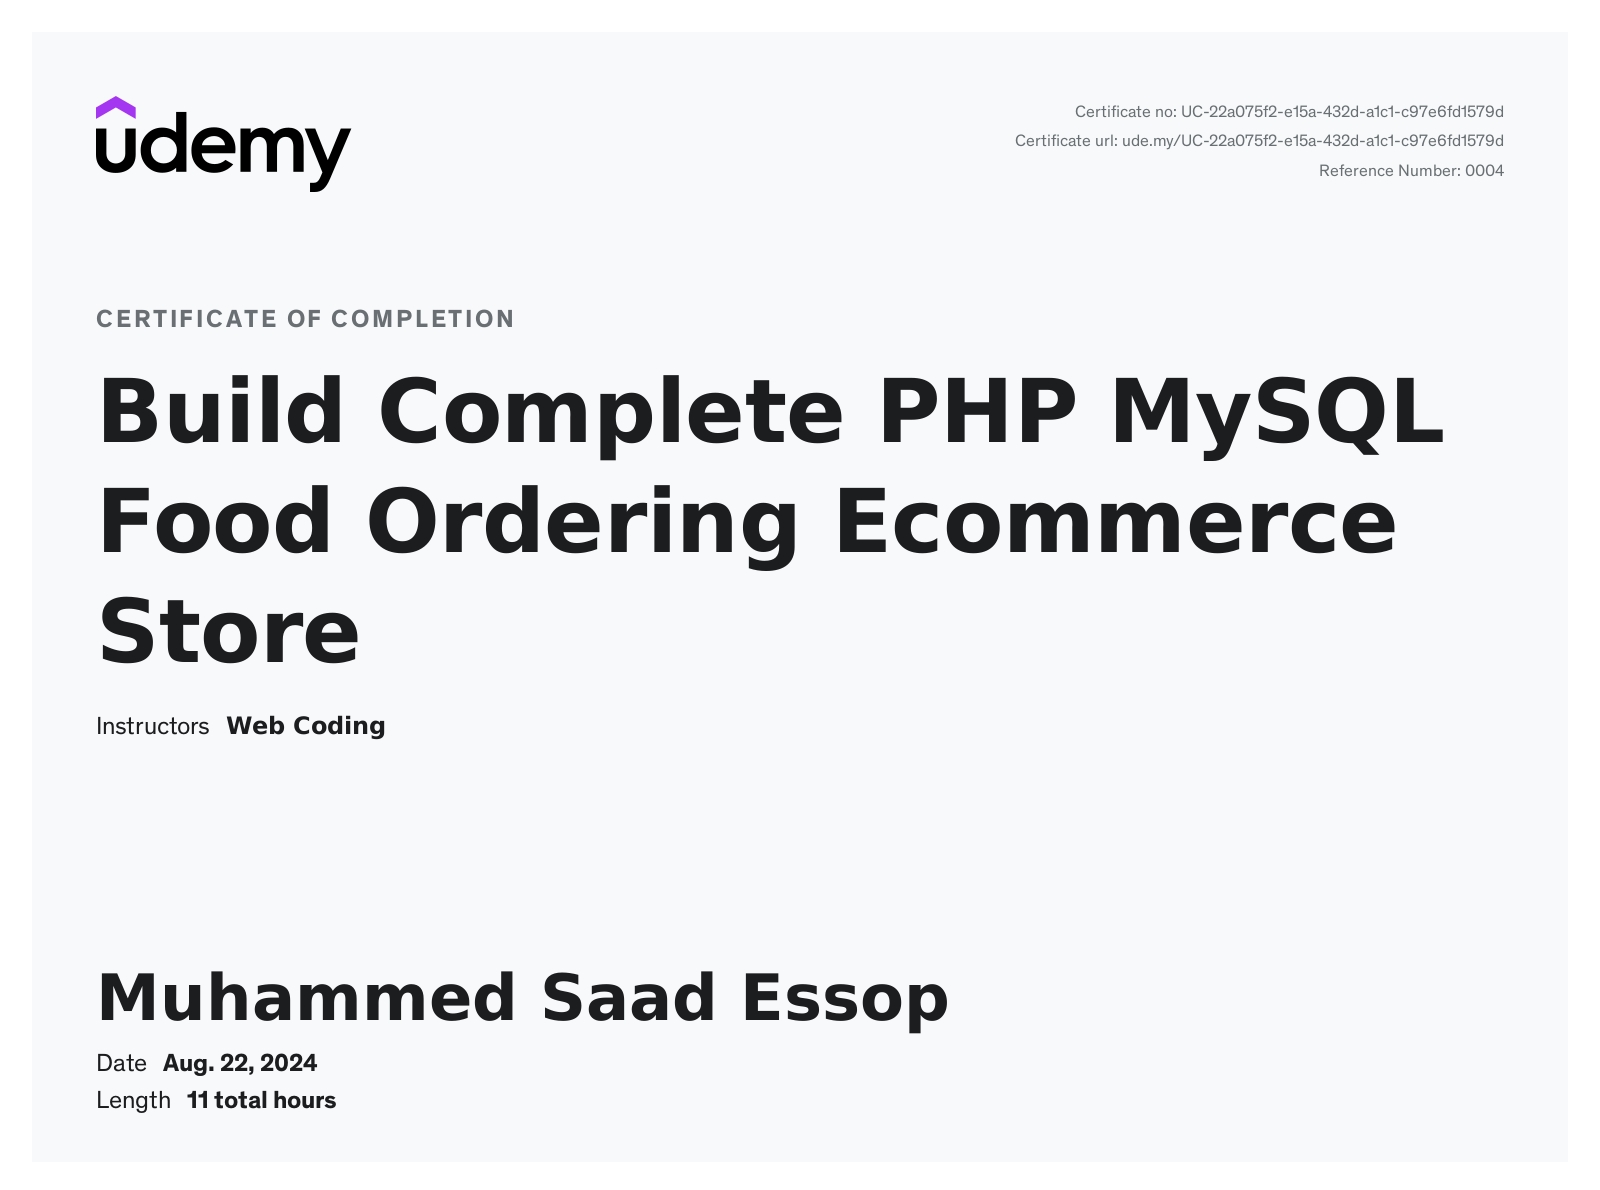 udemy
Certificate no: UC-22a075f2-e15a-432d-a1c1-c97e6fd1579d
Certificate url: ude.my/UC-22a075f2-e15a-432d-a1c1-c97e6fd1579d
Reference Number: 0004
CERTIFICATE OF COMPLETION
Build Complete PHP MySQL
Food Ordering Ecommerce
Store
Instructors Web Coding
Muhammed Saad Essop
Date Aug. 22, 2024
Length 11 total hours